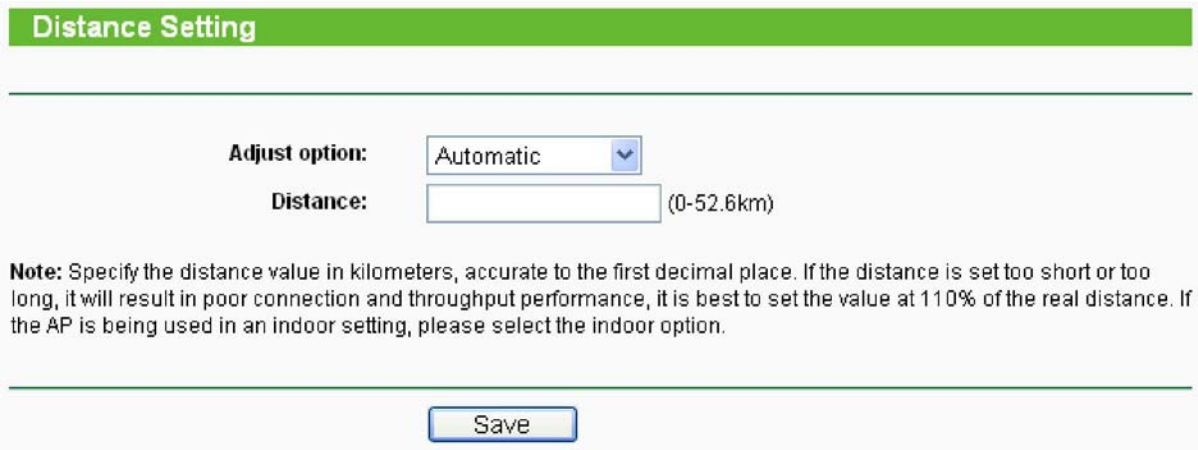 Distance Setting
Adjust option: Automatic
Distance: (0-52.6km)
Note: Specify the distance value in kilometers, accurate to the first decimal place. If the distance is set too short or too
long, it will result in poor connection and throughput performance, it is best to set the value at 110% of the real distance. If
the AP is being used in an indoor setting, please select the indoor option.
Save